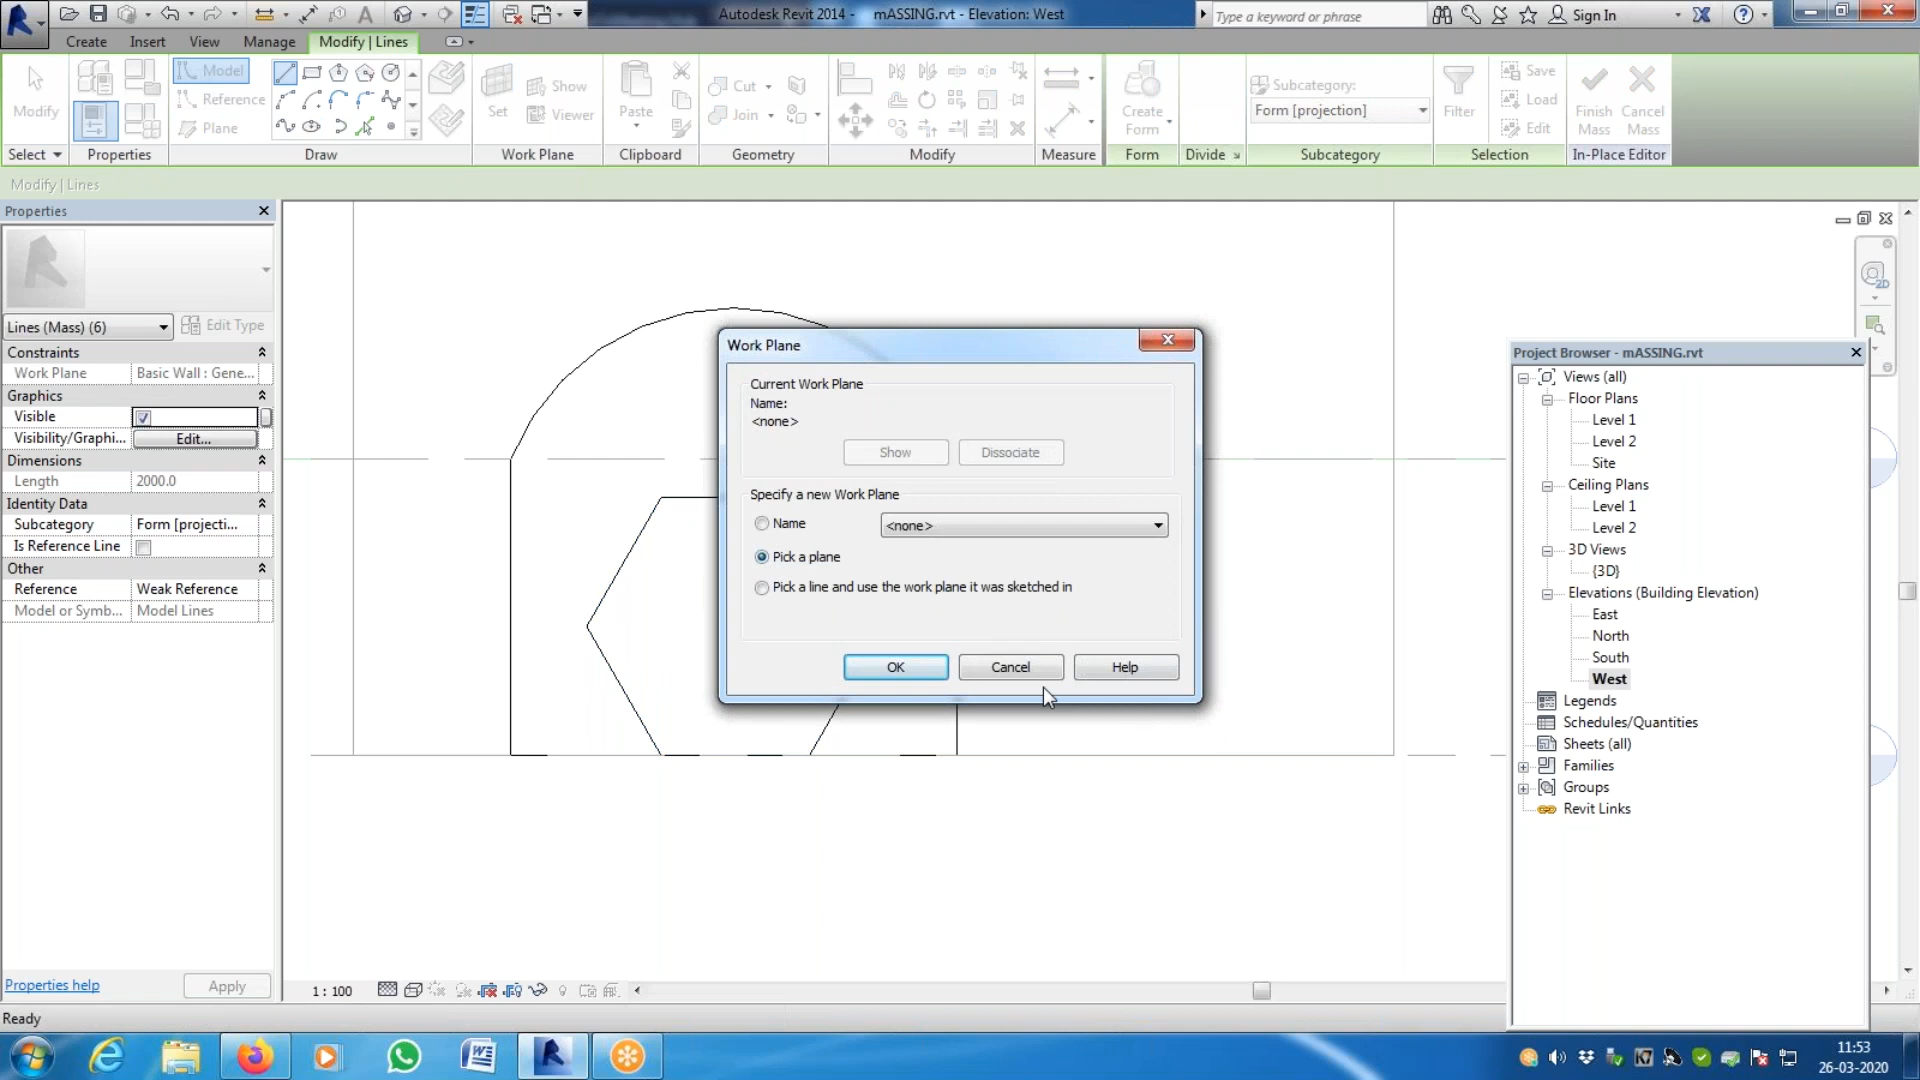 Autodesk Revit 2014 - mASSING.rvt - Elevation: West
Type a keyword or phrase
Sign In
Create Insert View Manage Modify | Lines
Modify
Model
Reference
Plane
Set
Show
Viewer
Paste
Cut
Join
Create Form
Subcategory:
Form [projection]
Filter
Save
Load
Edit
Finish Mass
Cancel Mass
Select Properties Draw Work Plane Clipboard Geometry Modify Measure Form Divide Subcategory Selection In-Place Editor
Modify | Lines
Properties
Lines (Mass) (6) Edit Type
Constraints
Work Plane Basic Wall : Gene...
Graphics
Visible
Visibility/Graphi... Edit...
Dimensions
Length 2000.0
Identity Data
Subcategory Form [projecti...
Is Reference Line
Other
Reference Weak Reference
Model or Symb... Model Lines
Properties help Apply
Work Plane
Current Work Plane
Name:
<none>
Show Dissociate
Specify a new Work Plane
Name <none>
Pick a plane
Pick a line and use the work plane it was sketched in
OK Cancel Help
2D
Project Browser - mASSING.rvt
Views (all)
Floor Plans
Level 1
Level 2
Site
Ceiling Plans
Level 1
Level 2
3D Views
{3D}
Elevations (Building Elevation)
East
North
South
West
Legends
Schedules/Quantities
Sheets (all)
Families
Groups
Revit Links
1 : 100
Ready
11:53
26-03-2020